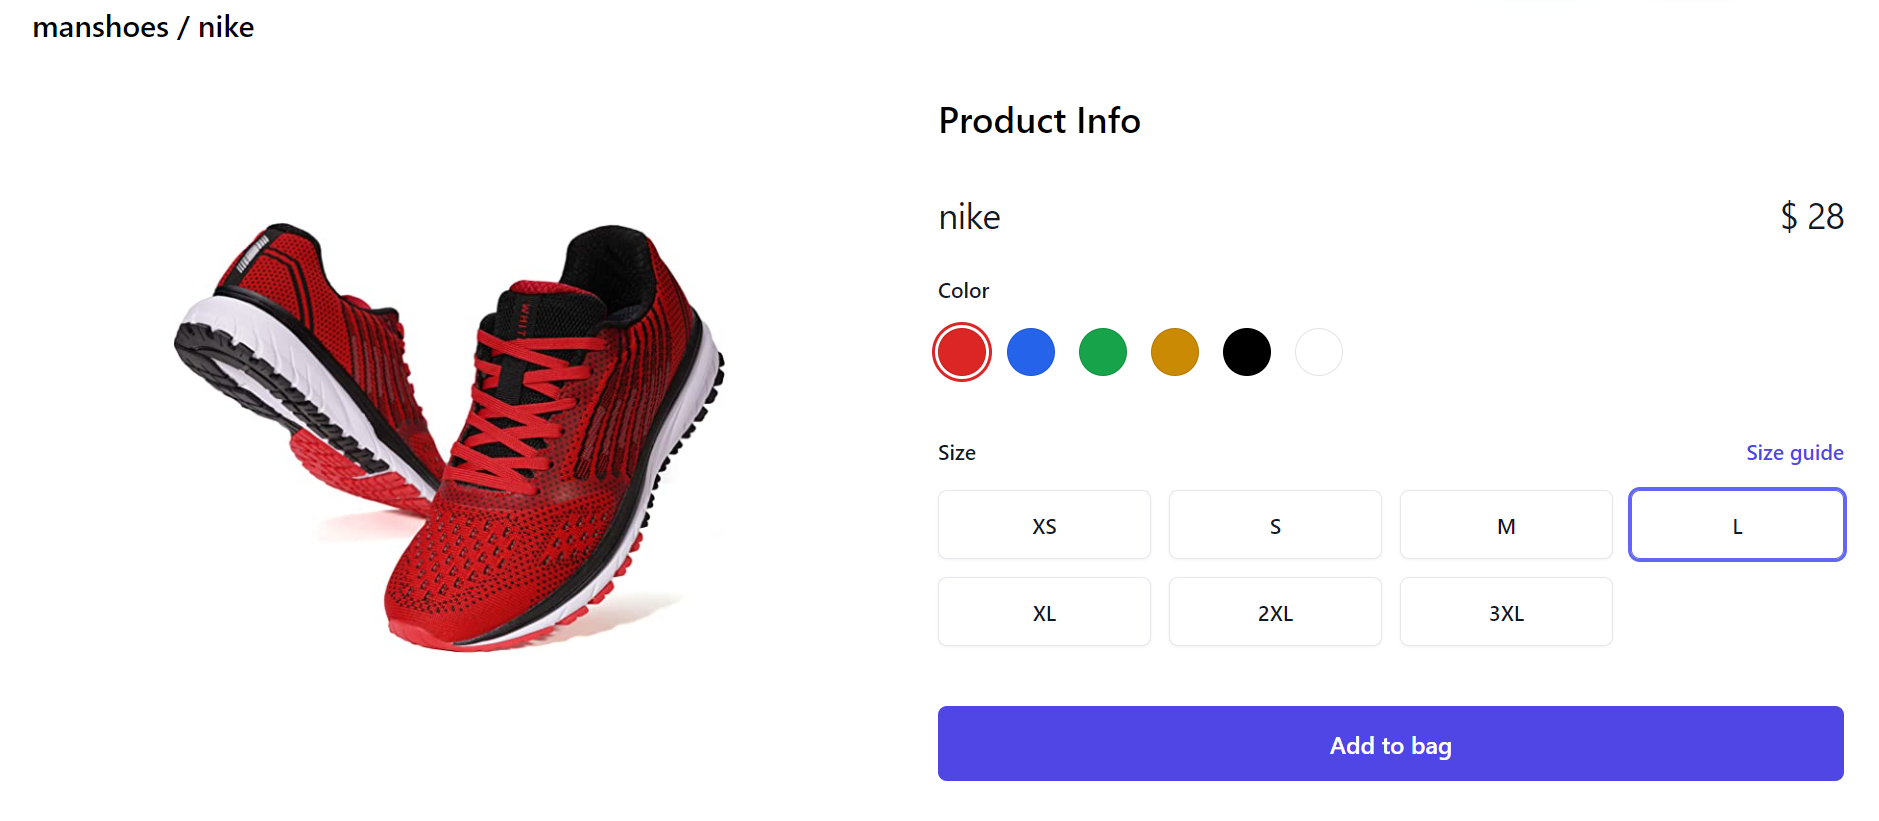 manshoes / nike
Product Info
nike
$ 28
Color
Size
Size guide
XS
S
M
L
XL
2XL
3XL
Add to bag